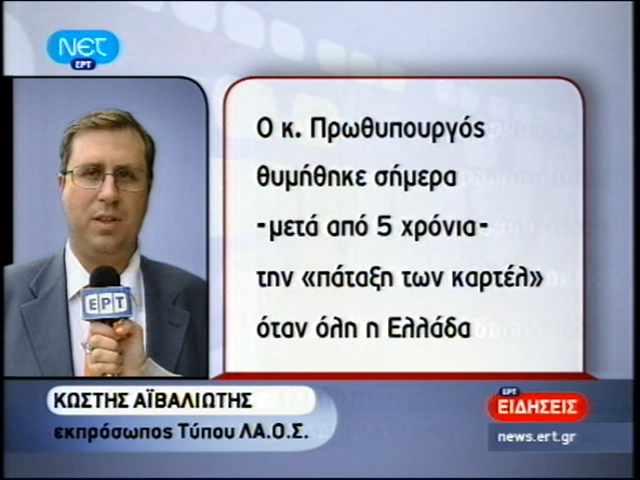 ΝΕΤ
ΕΡΤ
Ο κ. Πρωθυπουργός
θυμήθηκε σήμερα
-μετά από 5 χρόνια-
την «πάταξη των καρτέλ»
όταν όλη η Ελλάδα
ΕΡΤ
ΚΩΣΤΗΣ ΑΪΒΑΛΙΩΤΗΣ
εκπρόσωπος Τύπου ΛΑ.Ο.Σ.
ΕΡΤ
ΕΙΔΗΣΕΙΣ
news.ert.gr